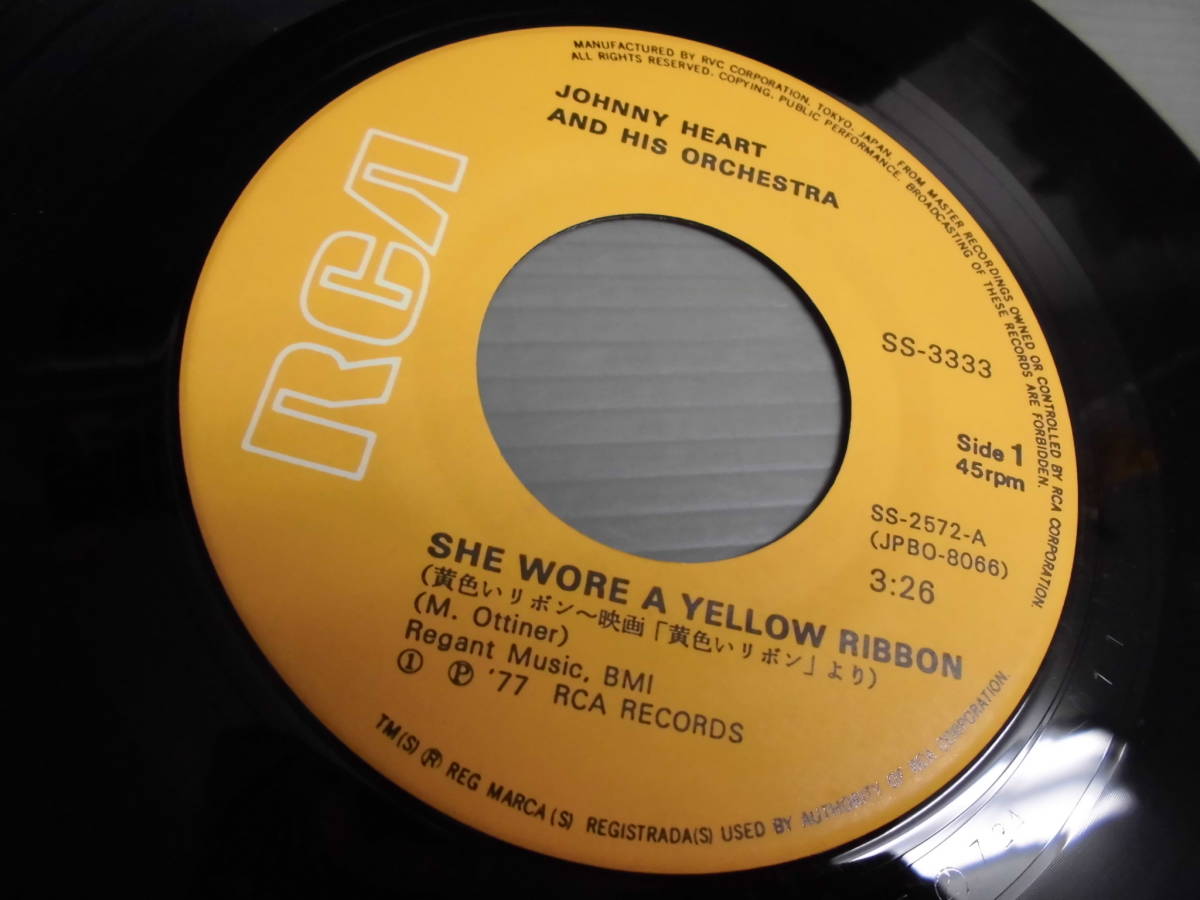 MANUFACTURED BY RVC CORPORATION, TOKYO, JAPAN, FROM MASTER RECORDINGS OWNED OR CONTROLLED BY RCA CORPORATION.
ALL RIGHTS RESERVED. COPYING, PUBLIC PERFORMANCE, BROADCASTING OF THESE RECORDS ARE FORBIDDEN.
JOHNNY HEART
AND HIS ORCHESTRA
RCA
SS-3333
Side 1
45rpm
SS-2572-A
(JPBO-8066)
3:26
SHE WORE A YELLOW RIBBON
(黄色いリボン〜映画「黄色いリボン」より)
(M. Ottiner)
Regant Music, BMI
① Ⓟ '77 RCA RECORDS
TM(S) ® REG MARCA(S) REGISTRADA(S) USED BY AUTHORITY OF RCA CORPORATION.